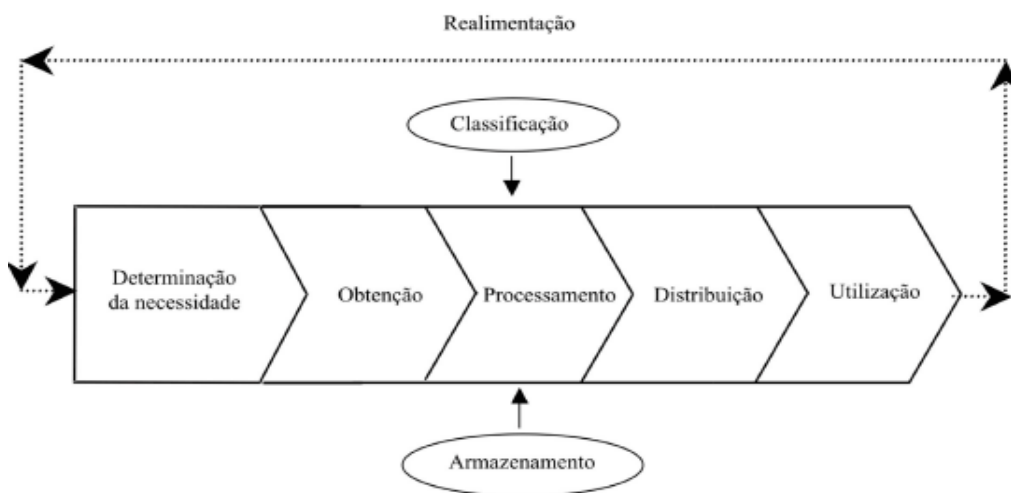 Realimentação
Classificação
Determinação
da necessidade
Obtenção
Processamento
Distribuição
Utilização
Armazenamento